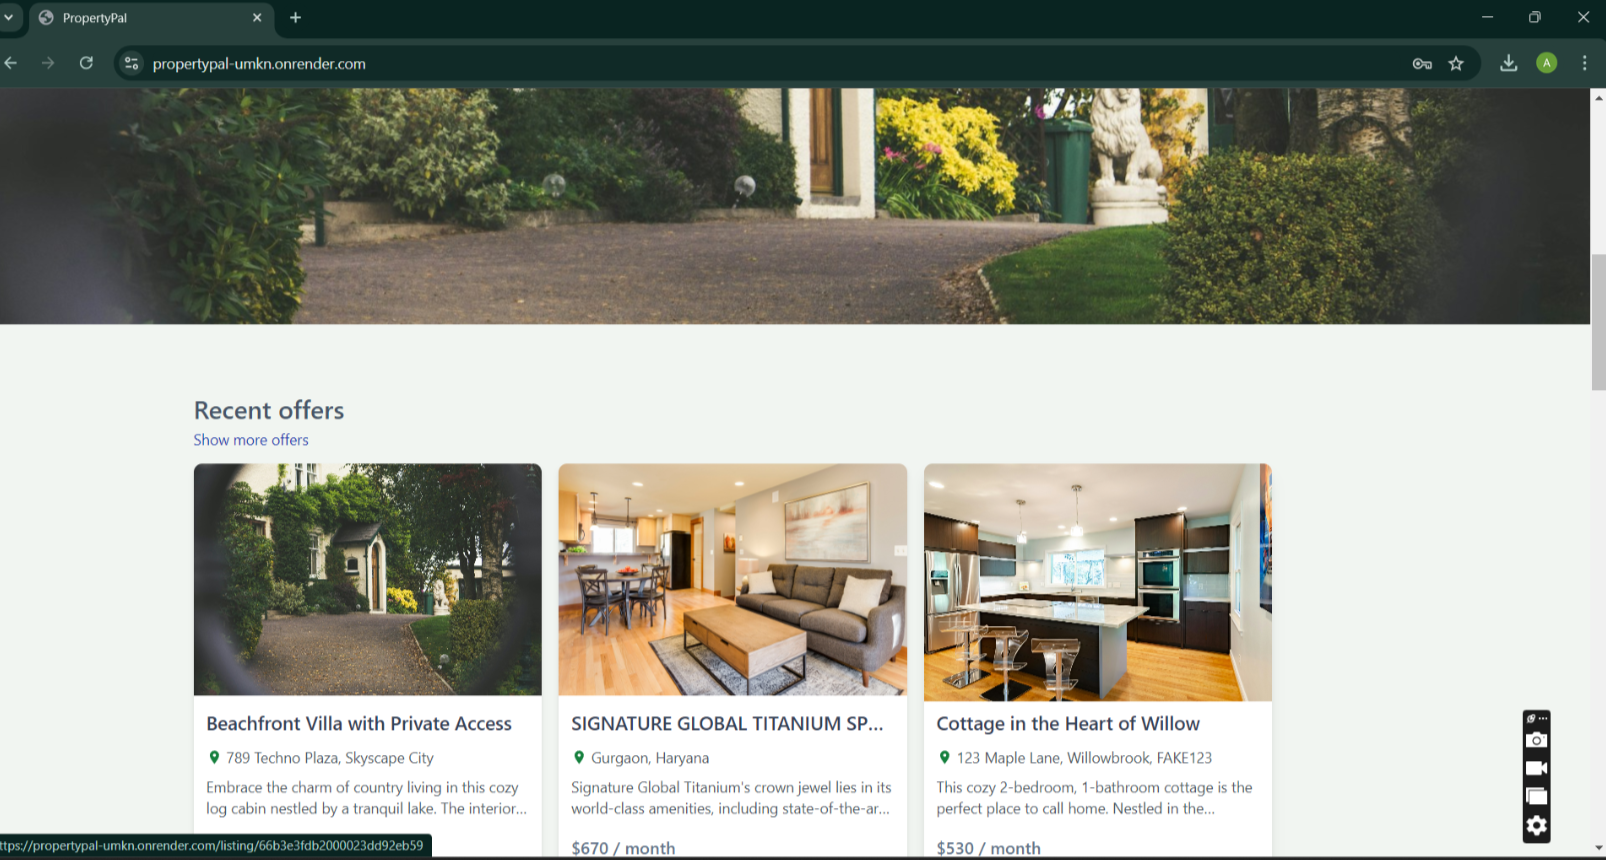 PropertyPal
propertypal-umkn.onrender.com
A
Recent offers
Show more offers
Beachfront Villa with Private Access
789 Techno Plaza, Skyscape City
Embrace the charm of country living in this cozy
log cabin nestled by a tranquil lake. The interior...
SIGNATURE GLOBAL TITANIUM SP...
Gurgaon, Haryana
Signature Global Titanium's crown jewel lies in its
world-class amenities, including state-of-the-ar...
$670 / month
Cottage in the Heart of Willow
123 Maple Lane, Willowbrook, FAKE123
This cozy 2-bedroom, 1-bathroom cottage is the
perfect place to call home. Nestled in the...
$530 / month
ttps://propertypal-umkn.onrender.com/listing/66b3e3fdb2000023dd92eb59